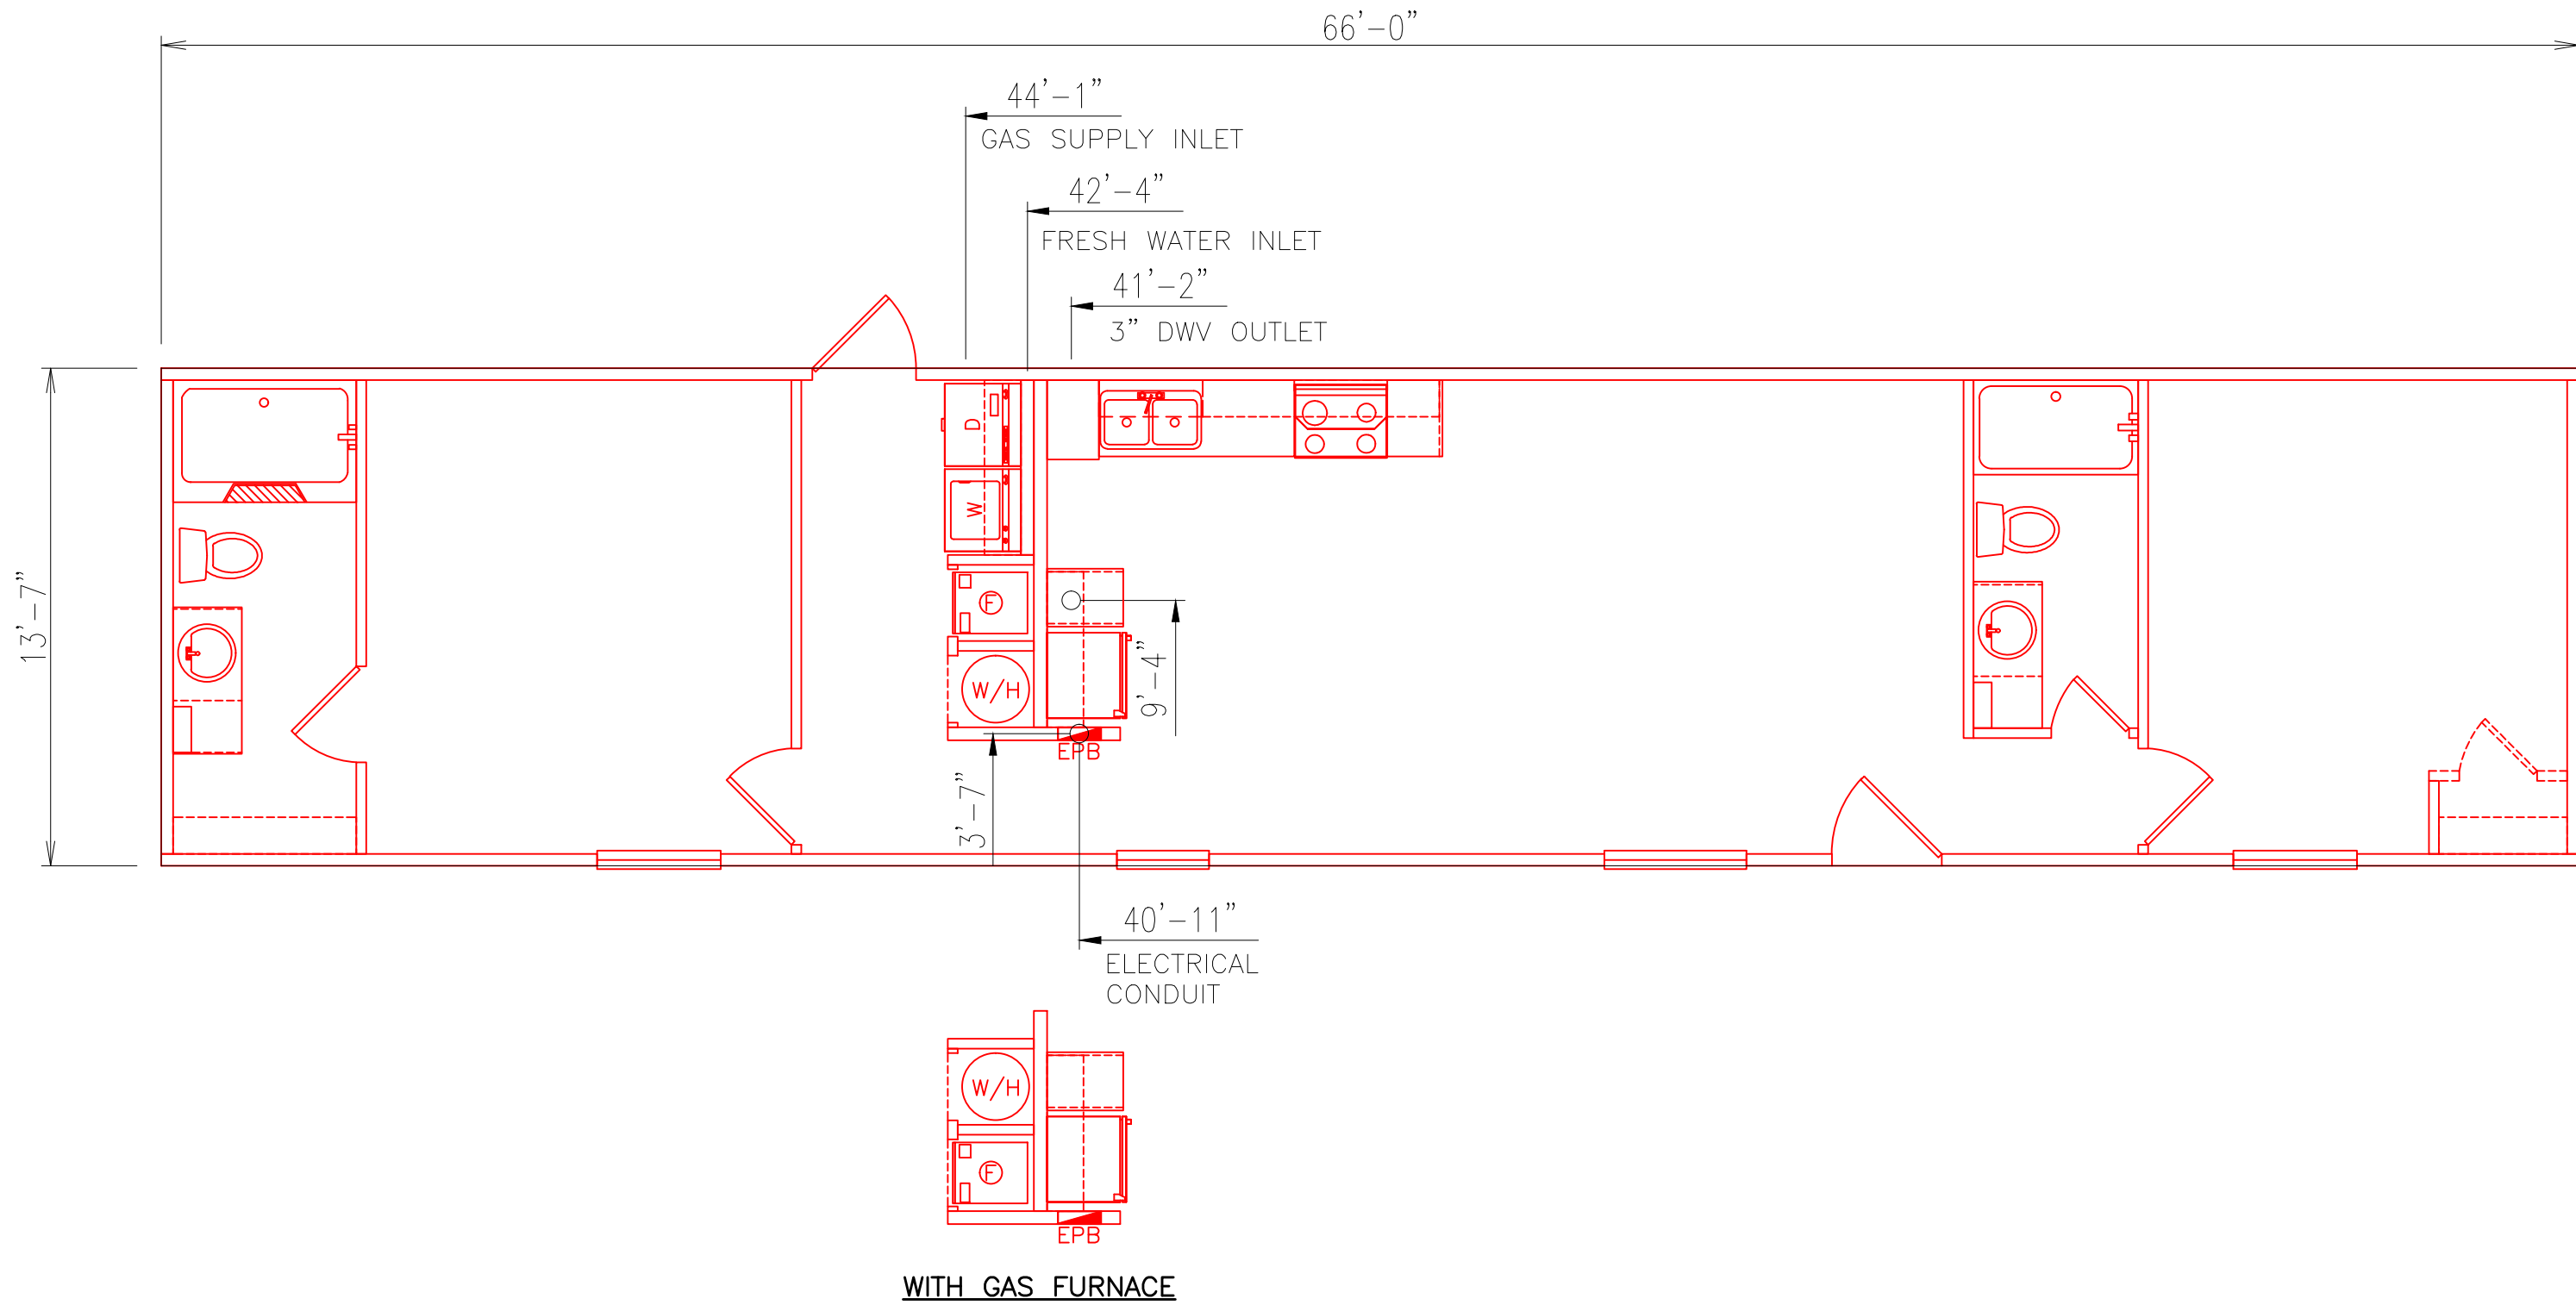 66'-0"
44'-1"
GAS SUPPLY INLET
42'-4"
FRESH WATER INLET
41'-2"
3" DWV OUTLET
13'-7"
D
W
F
W/H
9'-4"
EPB
3'-7"
40'-11"
ELECTRICAL
CONDUIT
W/H
F
EPB
WITH GAS FURNACE